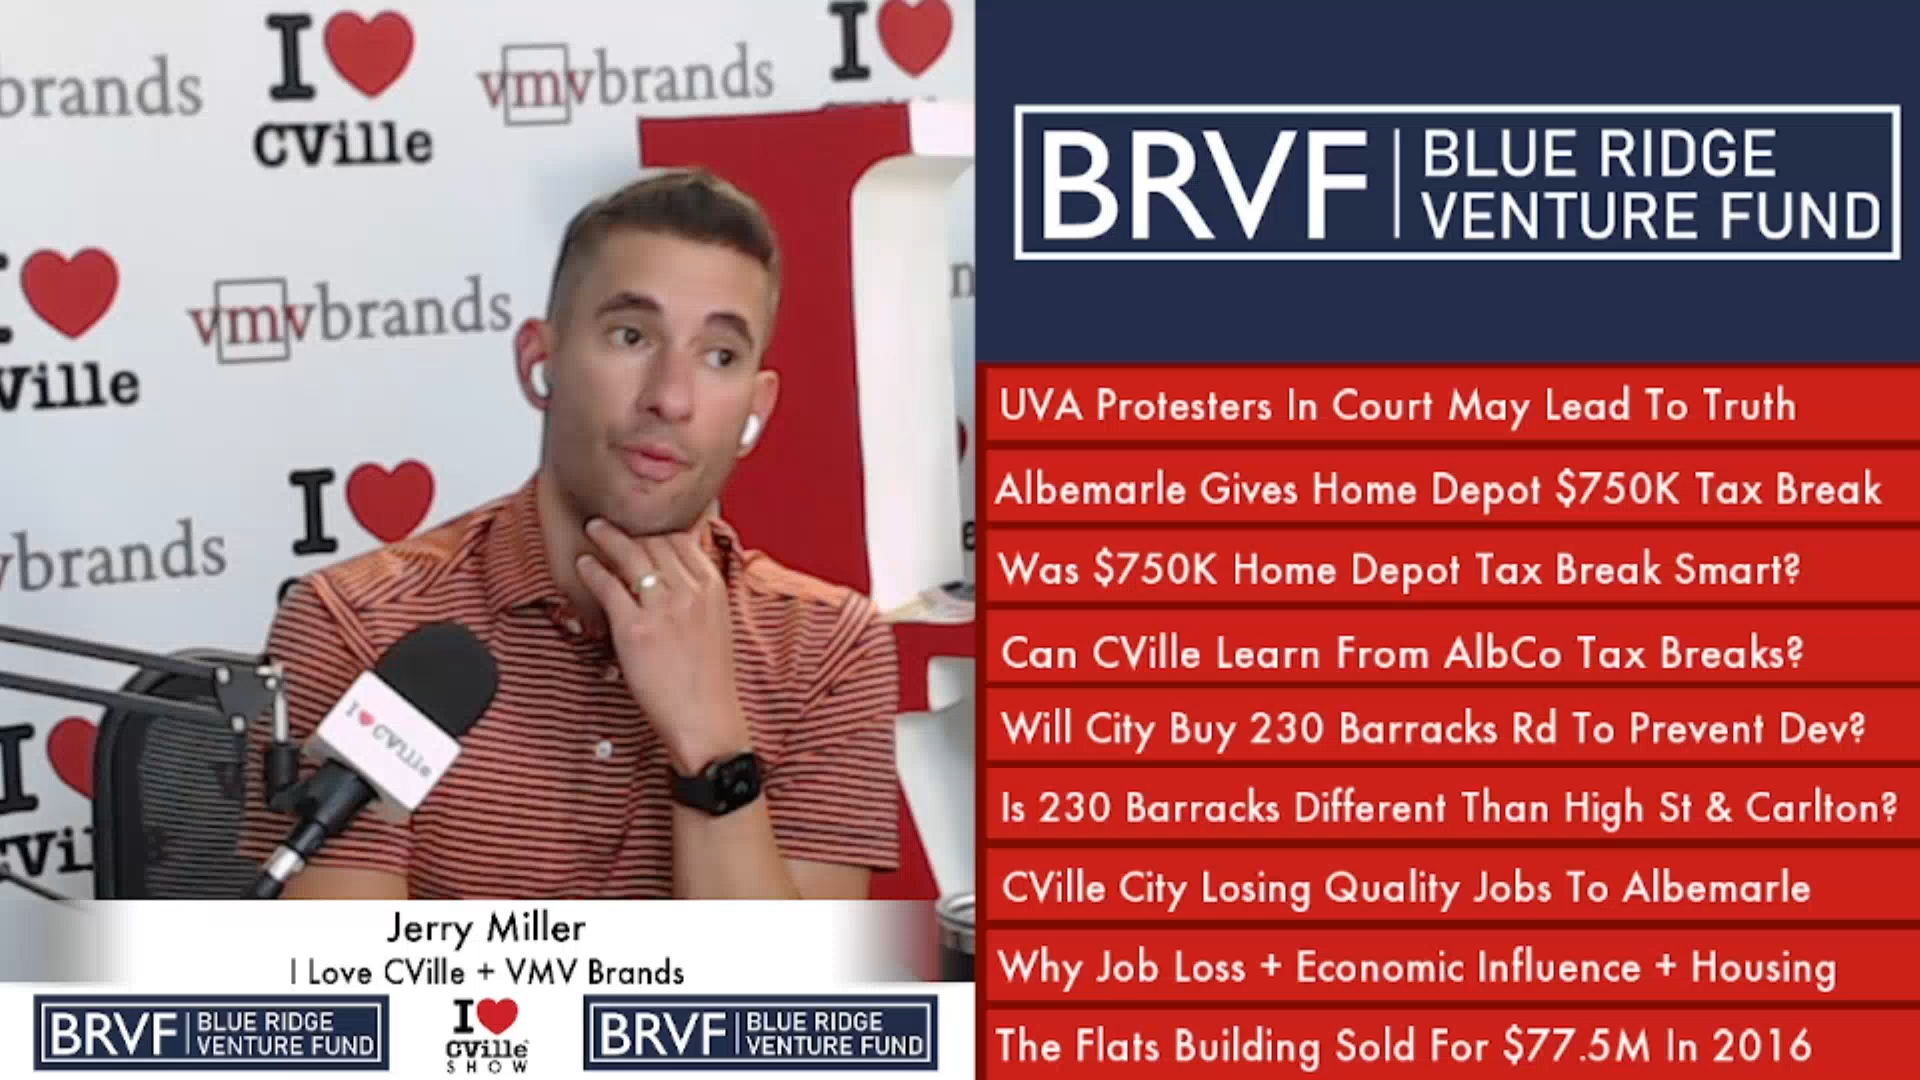 brands
I
CVille
vmvbrands
I
BRVF
BLUE RIDGE
VENTURE FUND
Ville
vmvbrands
UVA Protesters In Court May Lead To Truth
Albemarle Gives Home Depot $750K Tax Break
Was $750K Home Depot Tax Break Smart?
Can CVille Learn From AlbCo Tax Breaks?
Will City Buy 230 Barracks Rd To Prevent Dev?
Is 230 Barracks Different Than High St & Carlton?
CVille City Losing Quality Jobs To Albemarle
Why Job Loss + Economic Influence + Housing
The Flats Building Sold For $77.5M In 2016
vbrands
I
I
CVille
I
CVil
Jerry Miller
I Love CVille + VMV Brands
BRVF
BLUE RIDGE
VENTURE FUND
I
CVille
SHOW
BRVF
BLUE RIDGE
VENTURE FUND